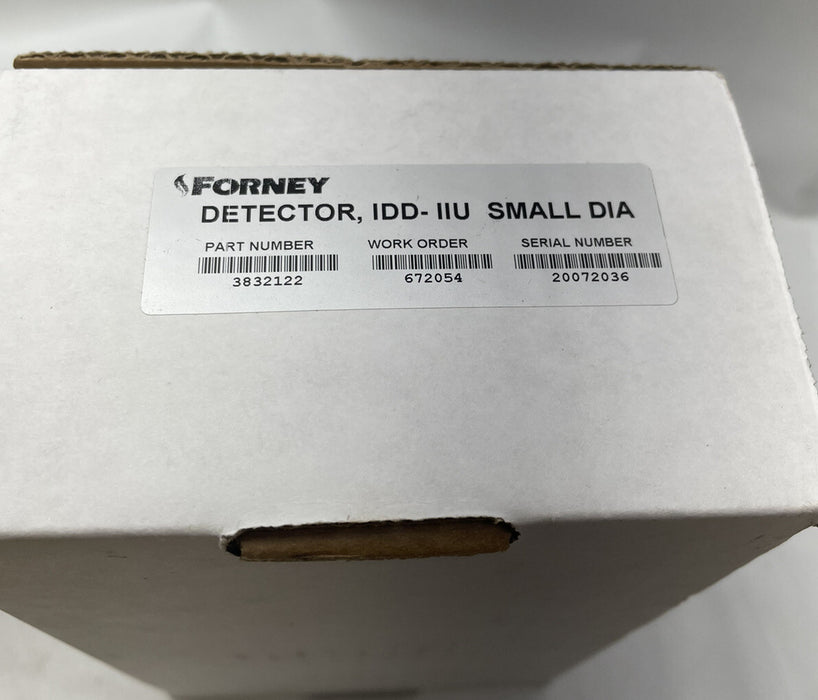 FORNEY
DETECTOR, IDD- IIU SMALL DIA
PART NUMBER WORK ORDER SERIAL NUMBER
3832122 672054 20072036